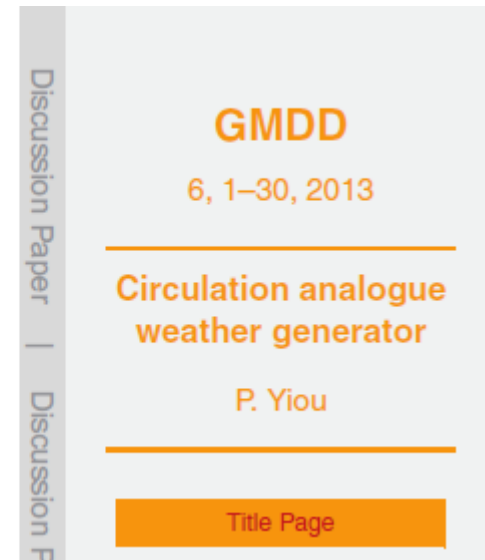 Discussion Paper | Discussion P
GMDD
6, 1–30, 2013
Circulation analogue
weather generator
P. Yiou
Title Page